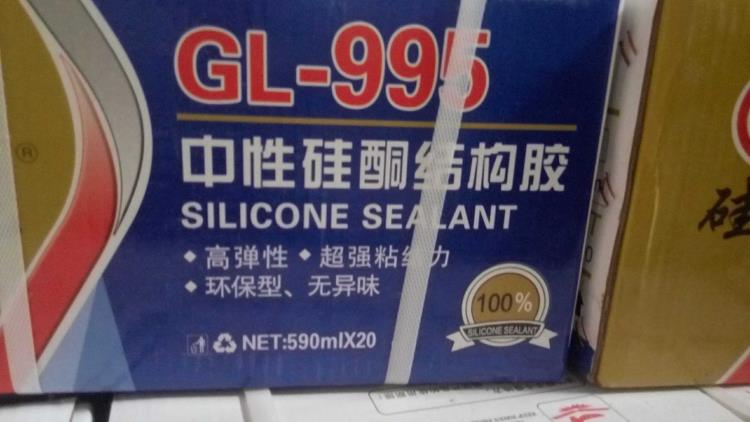 GL-995
中性硅酮结构胶
SILICONE SEALANT
◆高弹性 ◆超强粘结力
◆环保型、无异味
NET:590mlX20
100%
SILICONE SEALANT
®
硅